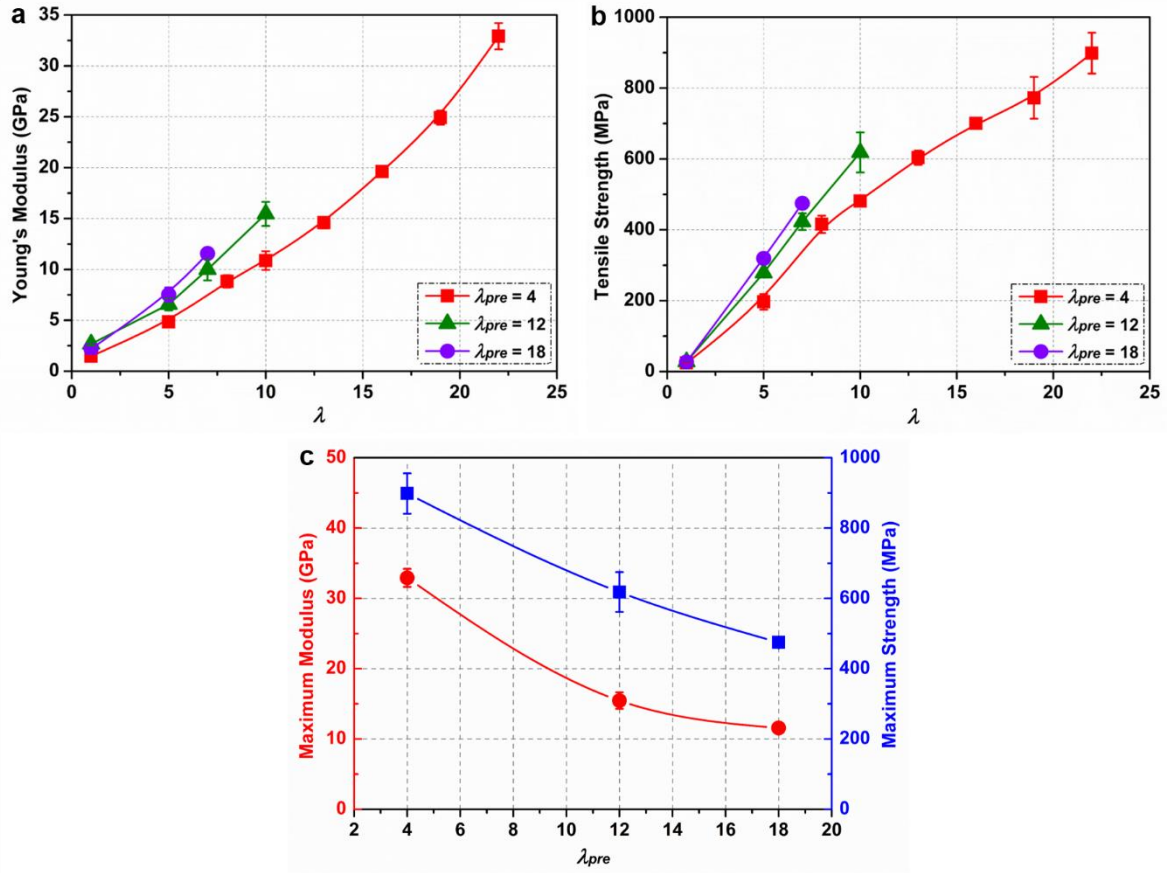 a
Young's Modulus (GPa)
35
30
25
20
15
10
5
0
0 5 10 15 20 25
λ
λpre = 4
λpre = 12
λpre = 18
b
Tensile Strength (MPa)
1000
800
600
400
200
0
0 5 10 15 20 25
λ
λpre = 4
λpre = 12
λpre = 18
c
Maximum Modulus (GPa)
50
40
30
20
10
0
2 4 6 8 10 12 14 16 18 20
λpre
1000
800
600
400
200
0
Maximum Strength (MPa)